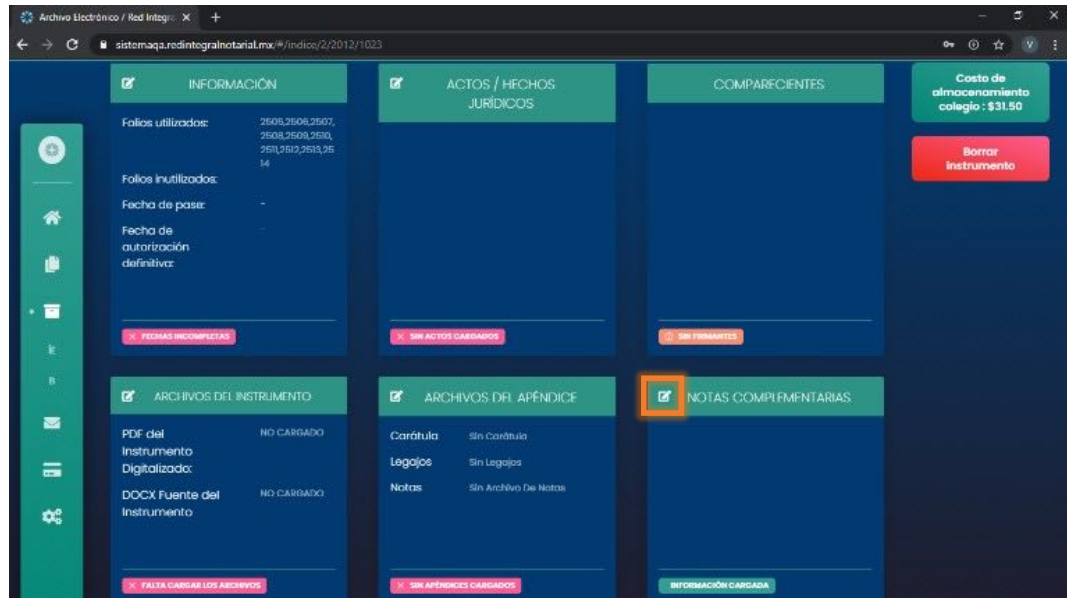 Archivo Electrónico / Red Integra
sistemaqa.redintegralnotarial.mx/#/indice/2/2012/1023
V
INFORMACIÓN
Folios utilizados:
2505,2506,2507,
2508,2509,2510,
2511,2512,2513,25
14
Folios inutilizados:
Fecha de pase: -
Fecha de
autorización
definitiva:
-
FECHAS INCOMPLETAS
ACTOS / HECHOS
JURÍDICOS
SIN ACTOS CARGADOS
COMPARECIENTES
SIN FIRMANTES
Costo de
almacenamiento
colegio : $31.50
Borrar
instrumento
ARCHIVOS DEL INSTRUMENTO
PDF del
Instrumento
Digitalizado:
NO CARGADO
DOCX Fuente del
Instrumento
NO CARGADO
FALTA CARGAR LOS ARCHIVOS
ARCHIVOS DEL APÉNDICE
Carátula Sin Carátula
Legajos Sin Legajos
Notas Sin Archivo De Notas
SIN APÉNDICES CARGADOS
NOTAS COMPLEMENTARIAS
INFORMACIÓN CARGADA